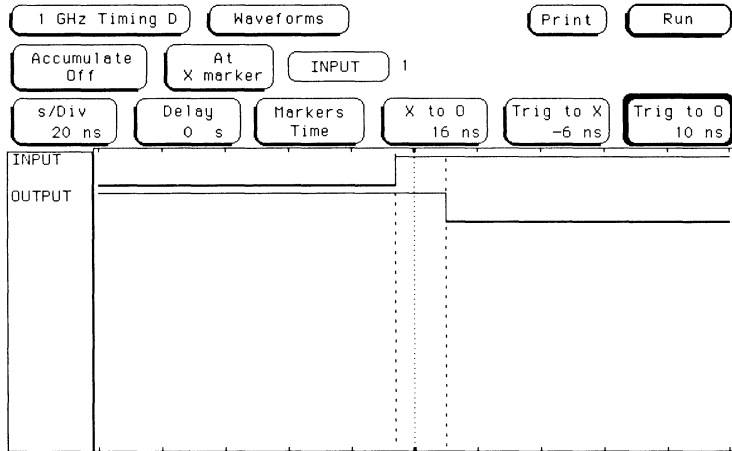 1 GHz Timing D
Waveforms
Print
Run
Accumulate
Off
At
X marker
INPUT
1
s/Div
20 ns
Delay
0 s
Markers
Time
X to O
16 ns
Trig to X
-6 ns
Trig to O
10 ns
INPUT
OUTPUT